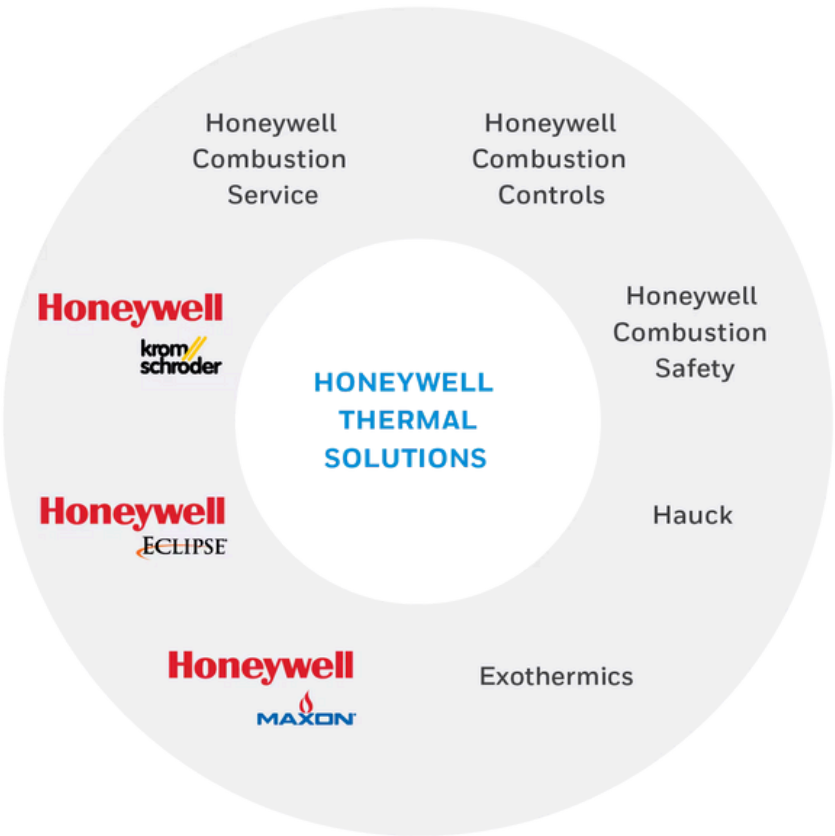 Honeywell
Combustion
Service
Honeywell
Combustion
Controls
Honeywell
krom
schroder
Honeywell
Combustion
Safety
HONEYWELL
THERMAL
SOLUTIONS
Honeywell
ECLIPSE
Hauck
Honeywell
MAXON
Exothermics